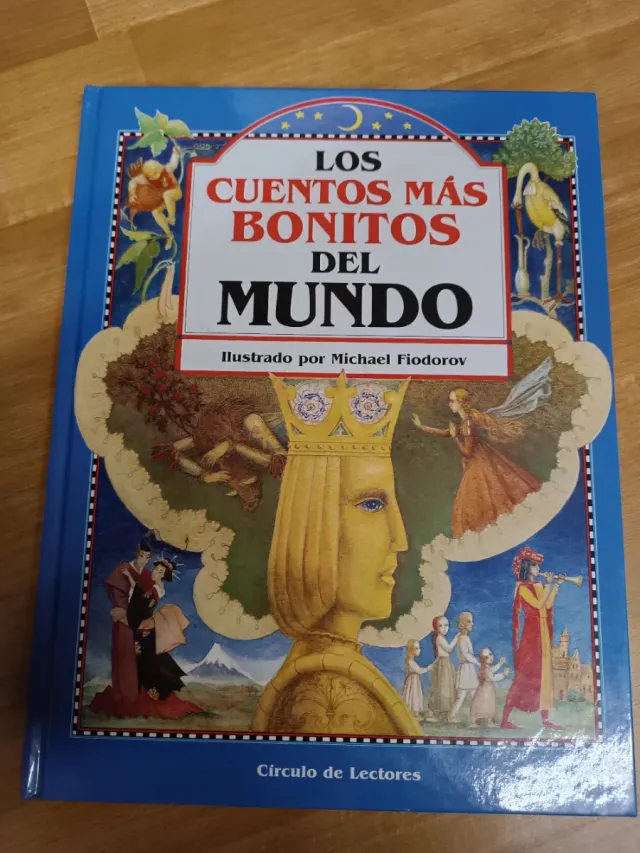 LOS
CUENTOS MÁS
BONITOS
DEL
MUNDO
Ilustrado por Michael Fiodorov
Círculo de Lectores